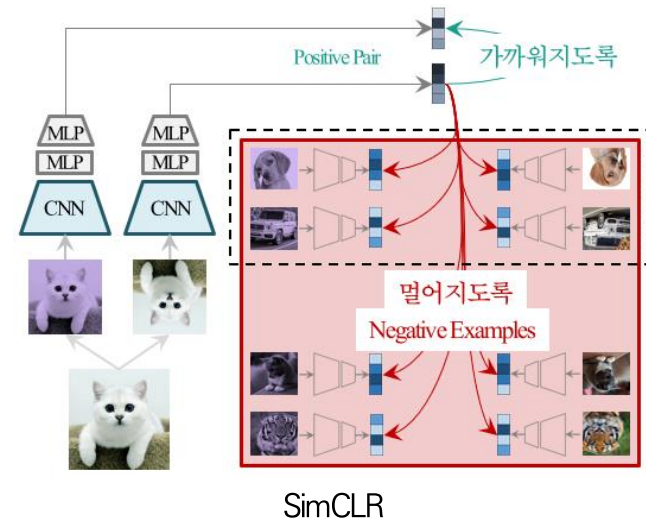 Positive Pair
가까워지도록
MLP
MLP
MLP
MLP
CNN
CNN
멀어지도록
Negative Examples
SimCLR